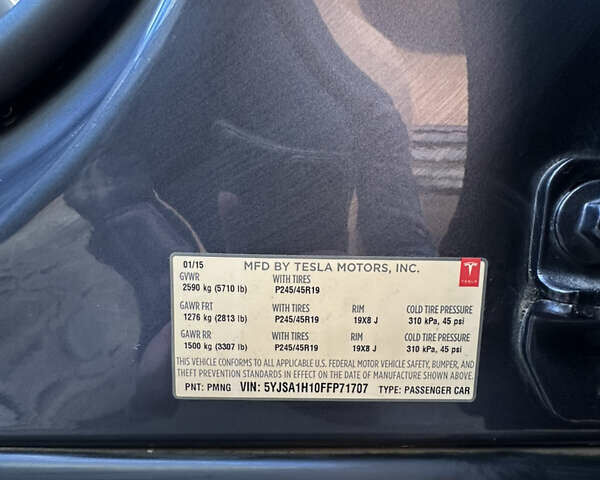 01/15 MFD BY TESLA MOTORS, INC.
GVWR WITH TIRES
2590 kg (5710 lb) P245/45R19
GAWR FRT WITH TIRES RIM COLD TIRE PRESSURE
1276 kg (2813 lb) P245/45R19 19X8 J 310 kPa, 45 psi
GAWR RR WITH TIRES RIM COLD TIRE PRESSURE
1500 kg (3307 lb) P245/45R19 19X8 J 310 kPa, 45 psi
THIS VEHICLE CONFORMS TO ALL APPLICABLE U.S. FEDERAL MOTOR VEHICLE SAFETY, BUMPER, AND
THEFT PREVENTION STANDARDS IN EFFECT ON THE DATE OF MANUFACTURE SHOWN ABOVE.
PNT: PMNG VIN: 5YJSA1H10FFP71707 TYPE: PASSENGER CAR
TESLA